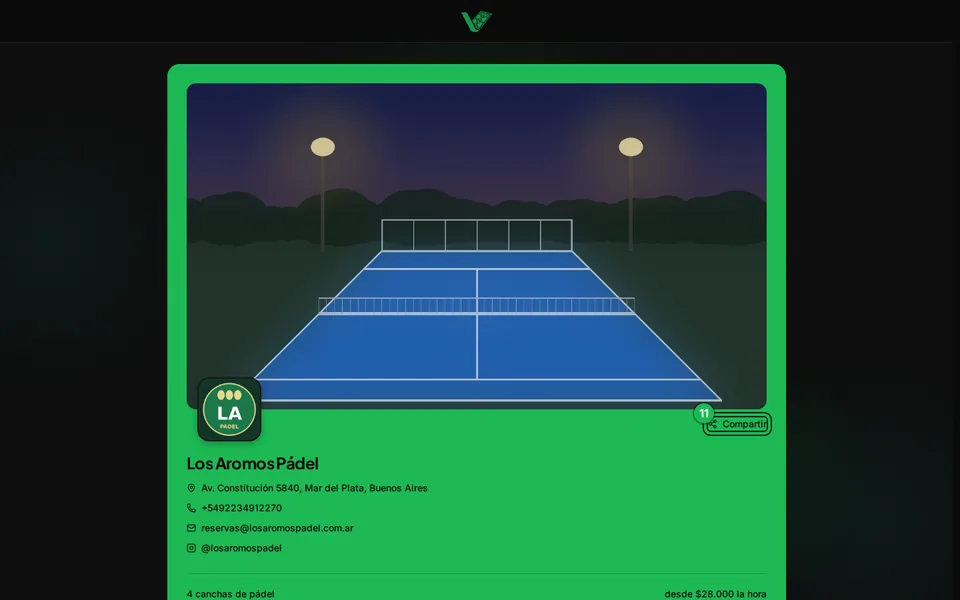 LA
PADEL
11
Compartir
Los Aromos Pádel
Av. Constitución 5840, Mar del Plata, Buenos Aires
+5492234912270
reservas@losaromospadel.com.ar
@losaromospadel
4 canchas de pádel
desde $28.000 la hora